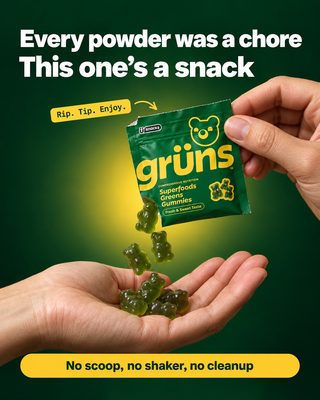 Every powder was a chore
This one's a snack
Rip. Tip. Enjoy.
grüns
Superfoods
Greens
Gummies
No scoop, no shaker, no cleanup